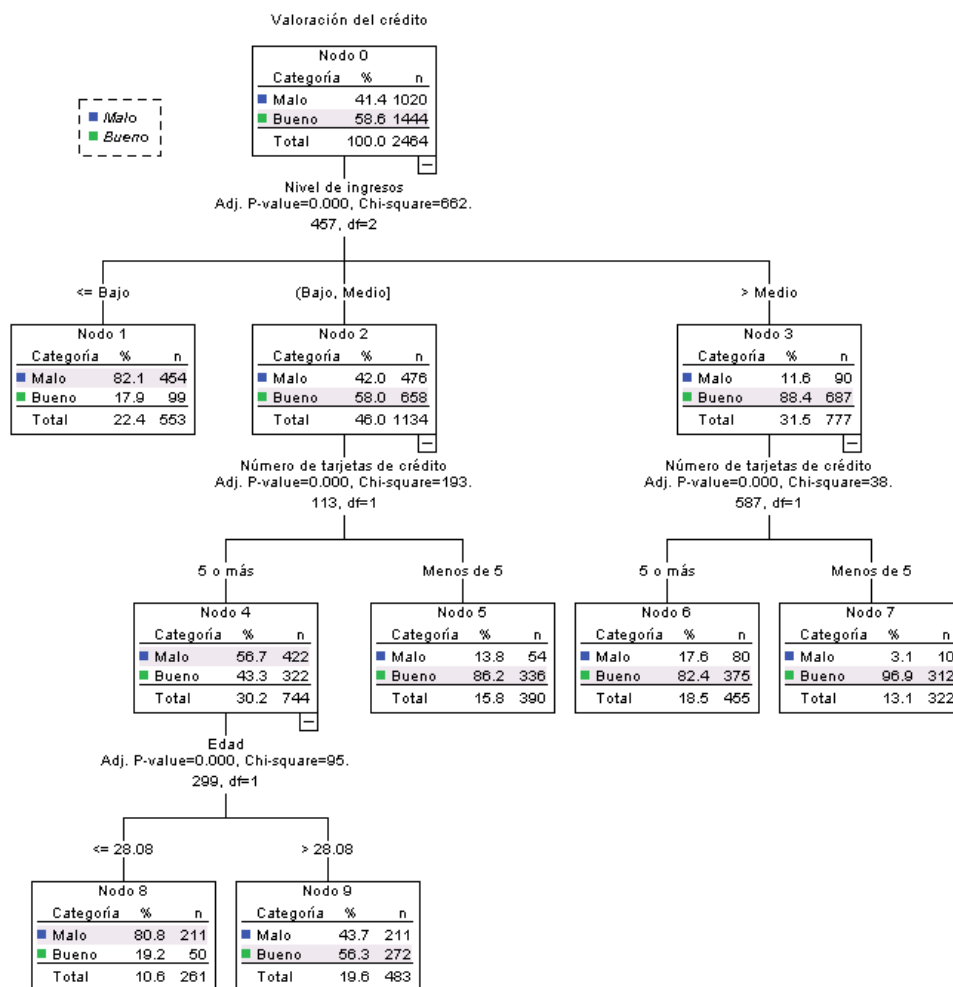 Valoración del crédito
Nodo 0
Categoría % n
Malo 41.4 1020
Bueno 58.6 1444
Total 100.0 2464
Malo
Bueno
Nivel de ingresos
Adj. P-value=0.000, Chi-square=662.
457, df=2
<= Bajo
(Bajo, Medio]
> Medio
Nodo 1
Categoría % n
Malo 82.1 454
Bueno 17.9 99
Total 22.4 553
Nodo 2
Categoría % n
Malo 42.0 476
Bueno 58.0 658
Total 46.0 1134
Nodo 3
Categoría % n
Malo 11.6 90
Bueno 88.4 687
Total 31.5 777
Número de tarjetas de crédito
Adj. P-value=0.000, Chi-square=193.
113, df=1
Número de tarjetas de crédito
Adj. P-value=0.000, Chi-square=38.
587, df=1
5 o más
Menos de 5
5 o más
Menos de 5
Nodo 4
Categoría % n
Malo 56.7 422
Bueno 43.3 322
Total 30.2 744
Nodo 5
Categoría % n
Malo 13.8 54
Bueno 86.2 336
Total 15.8 390
Nodo 6
Categoría % n
Malo 17.6 80
Bueno 82.4 375
Total 18.5 455
Nodo 7
Categoría % n
Malo 3.1 10
Bueno 96.9 312
Total 13.1 322
Edad
Adj. P-value=0.000, Chi-square=95.
299, df=1
<= 28.08
> 28.08
Nodo 8
Categoría % n
Malo 80.8 211
Bueno 19.2 50
Total 10.6 261
Nodo 9
Categoría % n
Malo 43.7 211
Bueno 56.3 272
Total 19.6 483